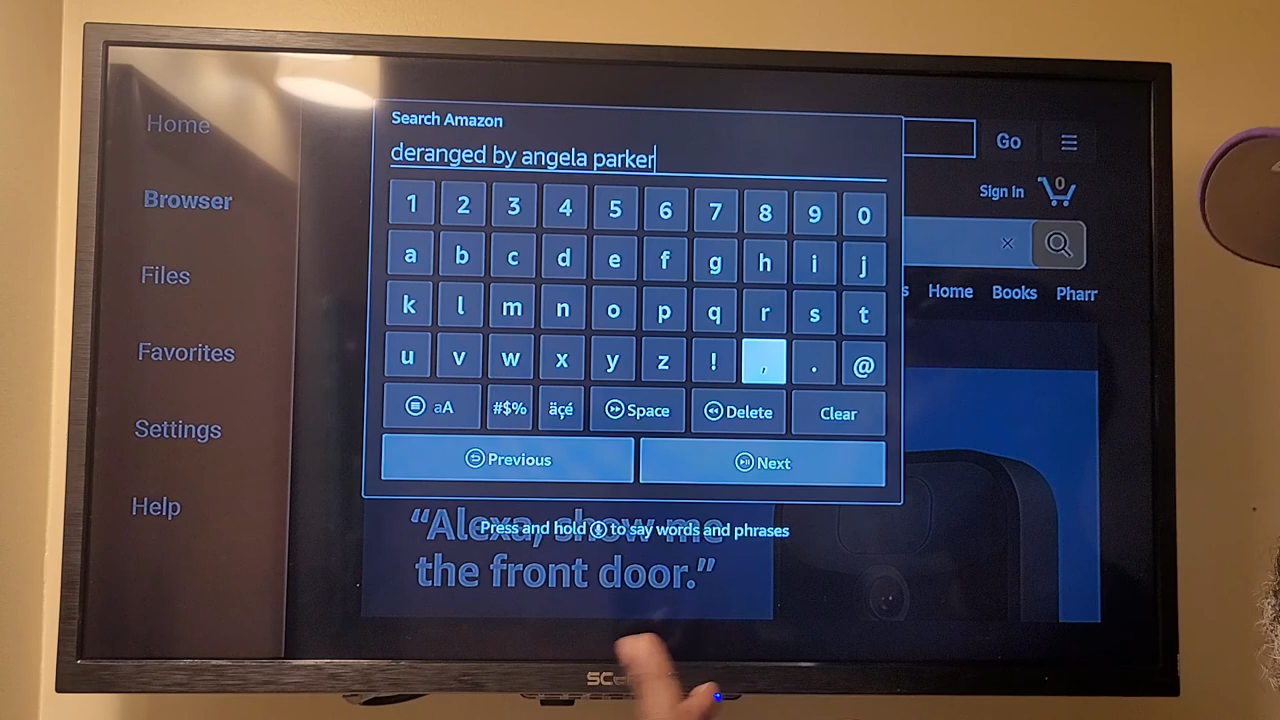 Search Amazon
deranged by angela parker
1 2 3 4 5 6 7 8 9 0
a b c d e f g h i j
k l m n o p q r s t
u v w x y z ! , . @
aA #$% äçé Space Delete Clear
Previous Next
Press and hold to say words and phrases
Home
Browser
Files
Favorites
Settings
Help
Go
Sign In 0
Home Books Pharr
“Alexa, show me
the front door.”
SC